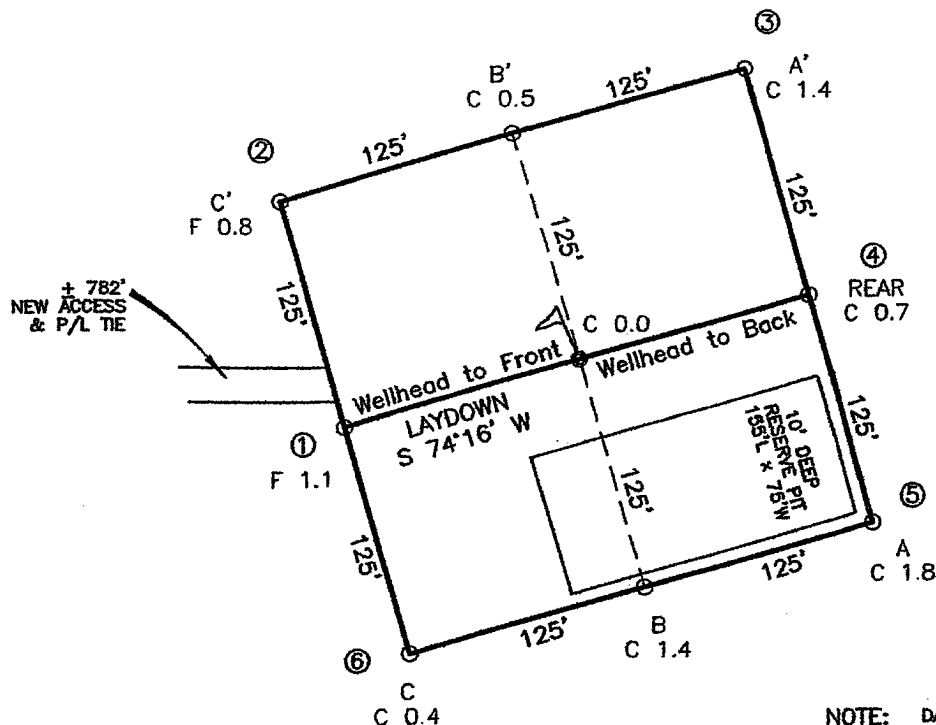 ③
A'
C 1.4
B'
C 0.5
125'
125'
②
125'
C'
F 0.8
125'
④
REAR
C 0.7
± 782'
NEW ACCESS
& P/L TIE
125'
C 0.0
Wellhead to Front
Wellhead to Back
LAYDOWN
S 74°16' W
①
F 1.1
10' DEEP
RESERVE PIT
155'L × 75'W
125'
125'
125'
⑤
A
C 1.8
125'
125'
B
C 1.4
⑥
C
C 0.4
NOTE: